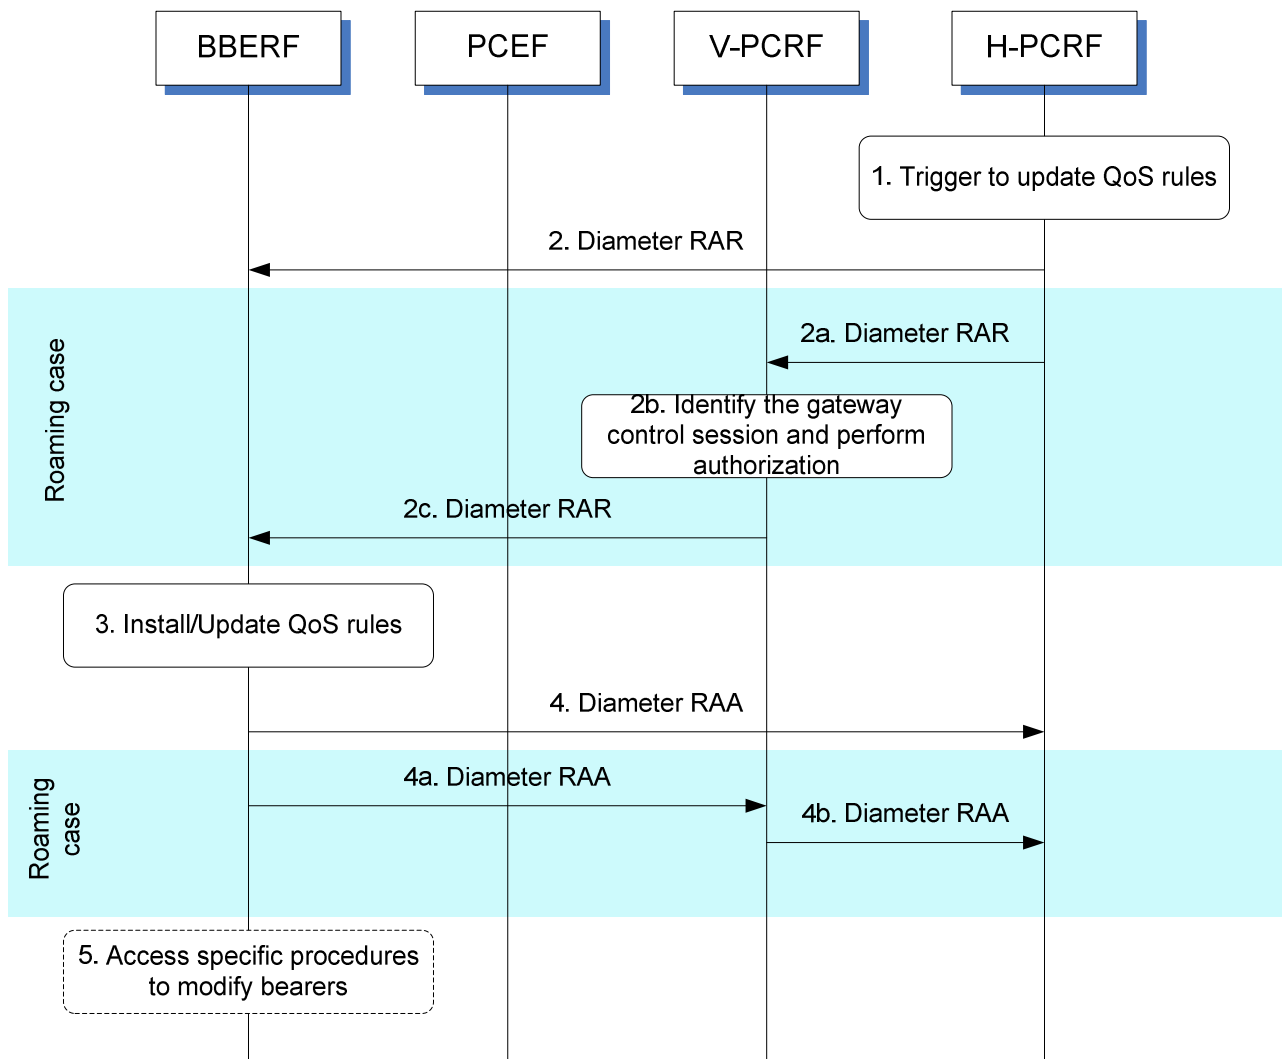 BBERF
PCEF
V-PCRF
H-PCRF
1. Trigger to update QoS rules
2. Diameter RAR
Roaming case
2a. Diameter RAR
2b. Identify the gateway
control session and perform
authorization
2c. Diameter RAR
3. Install/Update QoS rules
4. Diameter RAA
Roaming
case
4a. Diameter RAA
4b. Diameter RAA
5. Access specific procedures
to modify bearers